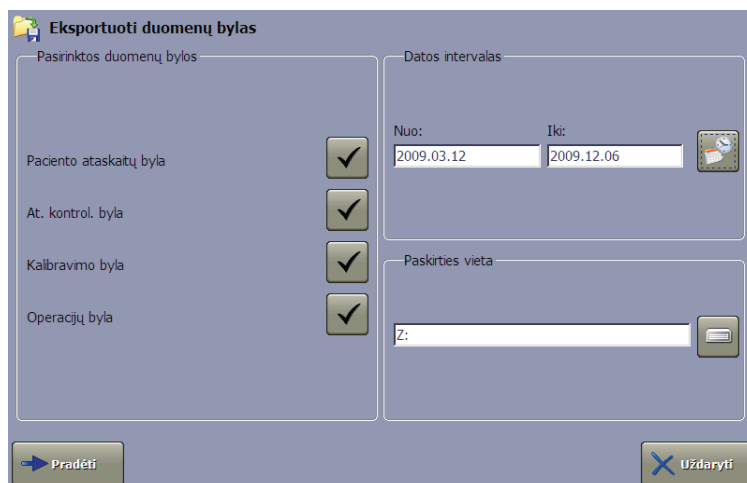 Eksportuoti duomenų bylas
Pasirinktos duomenų bylos
Paciento ataskaitų byla
At. kontrol. byla
Kalibravimo byla
Operacijų byla
Datos intervalas
Nuo: Iki:
2009.03.12 2009.12.06
Paskirties vieta
Z:
Pradėti
Uždaryti